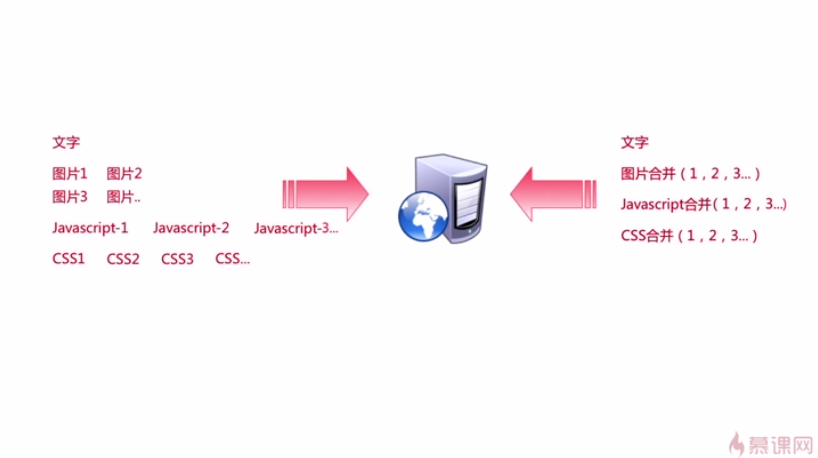 文字
图片1 图片2
图片3 图片..
Javascript-1 Javascript-2 Javascript-3...
CSS1 CSS2 CSS3 CSS...
文字
图片合并（1，2，3...）
Javascript合并(1，2，3...)
CSS合并（1，2，3...）
慕课网